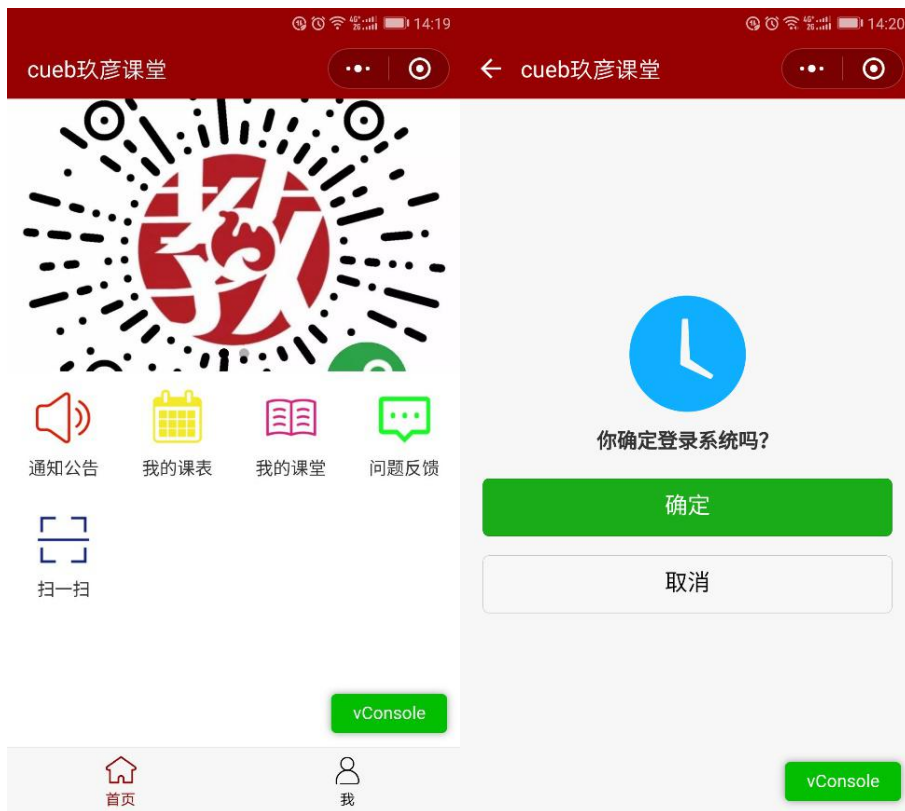 14:19
cueb玖彦课堂
教
通知公告 我的课表 我的课堂 问题反馈
扫一扫
vConsole
首页 我
14:20
cueb玖彦课堂
你确定登录系统吗?
确定
取消
vConsole